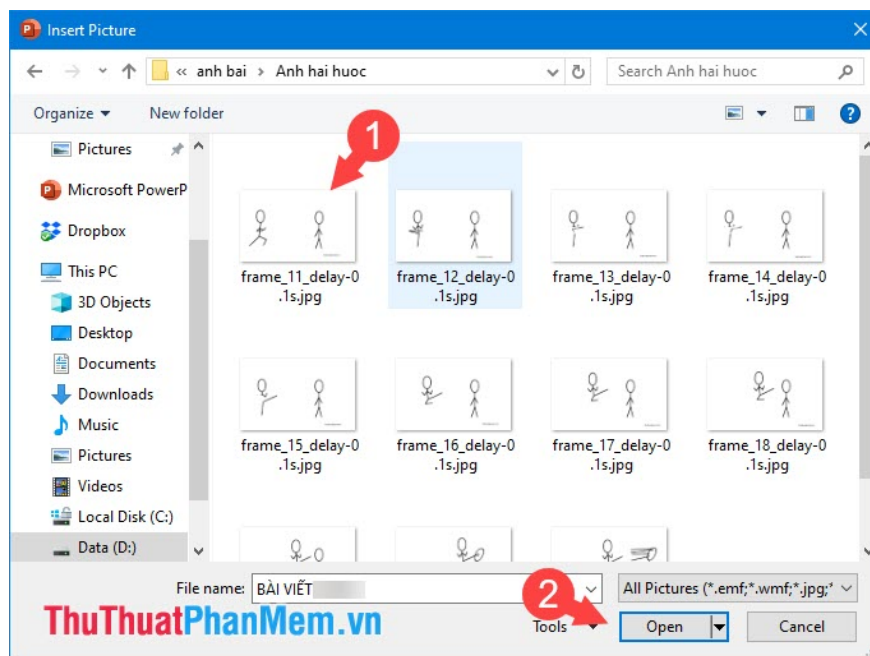 Insert Picture
« anh bai > Anh hai huoc
Search Anh hai huoc
Organize
New folder
Pictures
Microsoft PowerP
Dropbox
This PC
3D Objects
Desktop
Documents
Downloads
Music
Pictures
Videos
Local Disk (C:)
Data (D:)
1
frame_11_delay-0
.1s.jpg
frame_12_delay-0
.1s.jpg
frame_13_delay-0
.1s.jpg
frame_14_delay-0
.1s.jpg
frame_15_delay-0
.1s.jpg
frame_16_delay-0
.1s.jpg
frame_17_delay-0
.1s.jpg
frame_18_delay-0
.1s.jpg
File name: BÀI VIẾT
All Pictures (*.emf;*.wmf;*.jpg;*
2
ThuThuatPhanMem.vn
Tools
Open
Cancel